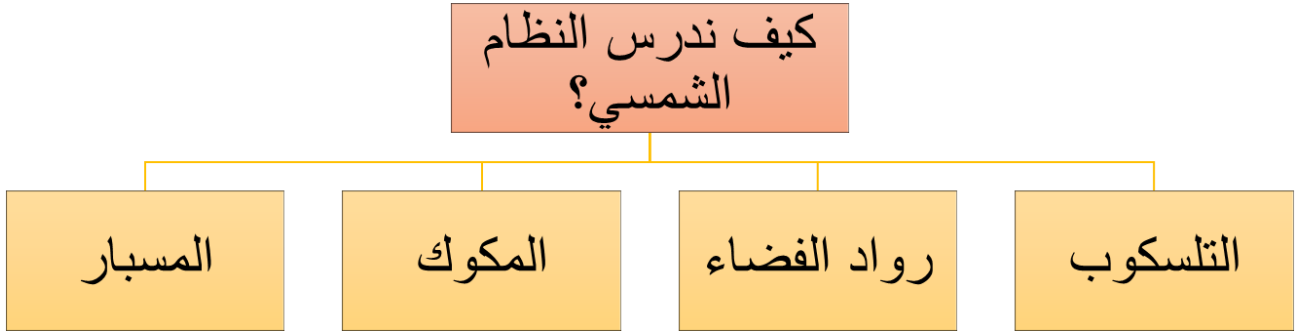 كيف ندرس النظام
الشمسي؟
التلسكوب
رواد الفضاء
المكوك
المسبار